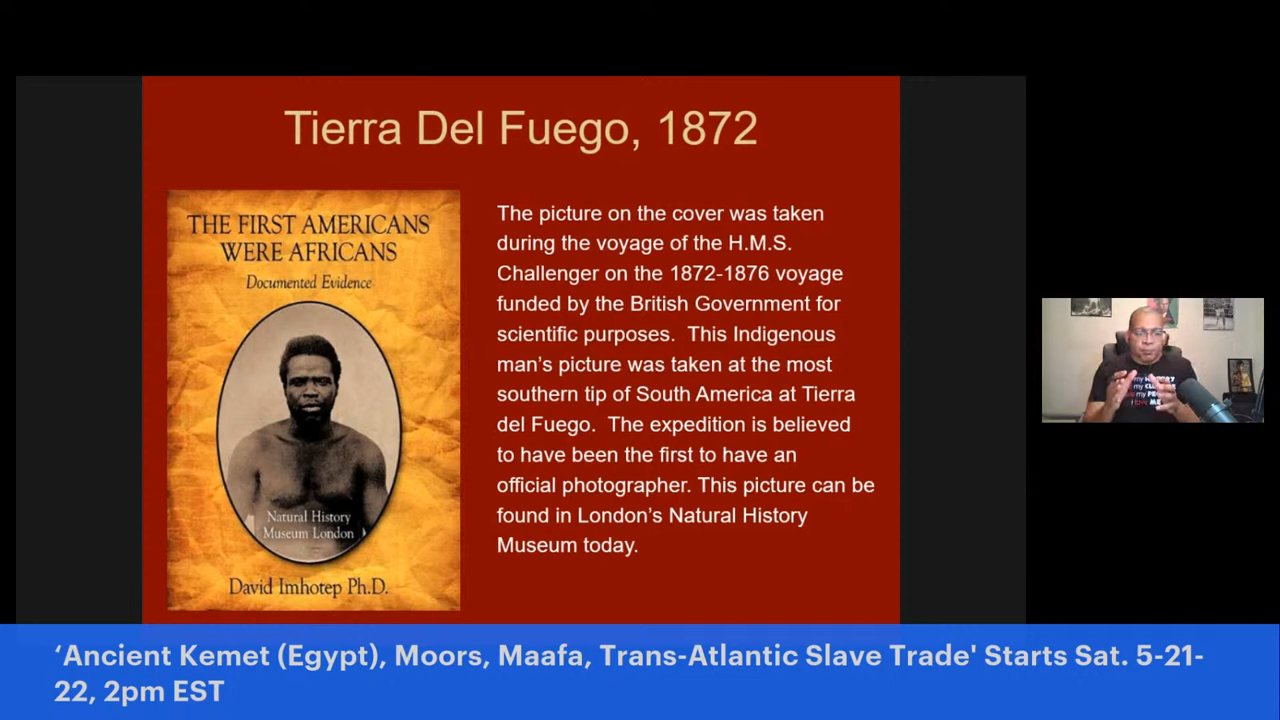 Tierra Del Fuego, 1872
THE FIRST AMERICANS
WERE AFRICANS
Documented Evidence
Natural History
Museum London
David Imhotep Ph.D.
The picture on the cover was taken
during the voyage of the H.M.S.
Challenger on the 1872-1876 voyage
funded by the British Government for
scientific purposes.  This Indigenous
man’s picture was taken at the most
southern tip of South America at Tierra
del Fuego.  The expedition is believed
to have been the first to have an
official photographer. This picture can be
found in London’s Natural History
Museum today.
‘Ancient Kemet (Egypt), Moors, Maafa, Trans-Atlantic Slave Trade' Starts Sat. 5-21-
22, 2pm EST